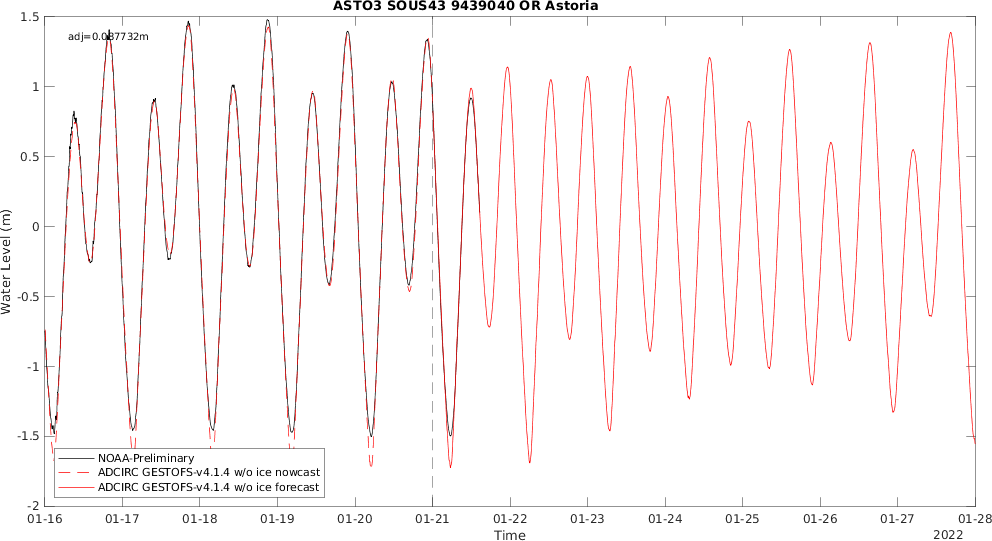 ASTO3 SOUS43 9439040 OR Astoria
adj=0.087732m
Water Level (m)
1.5
1
0.5
0
-0.5
-1
-1.5
-2
NOAA-Preliminary
ADCIRC GESTOFS-v4.1.4 w/o ice nowcast
ADCIRC GESTOFS-v4.1.4 w/o ice forecast
01-16 01-17 01-18 01-19 01-20 01-21 01-22 01-23 01-24 01-25 01-26 01-27 01-28
Time
2022